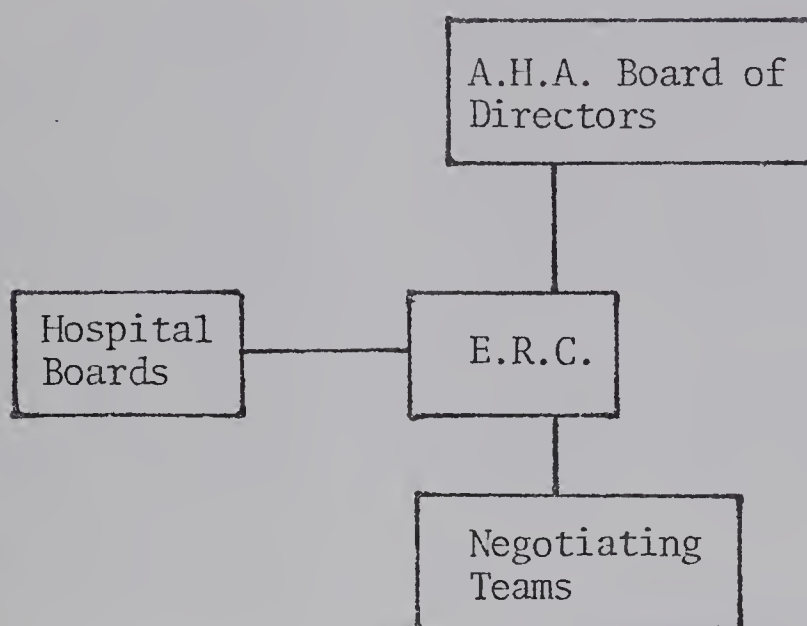 A.H.A. Board of
Directors
Hospital
Boards
E.R.C.
Negotiating
Teams